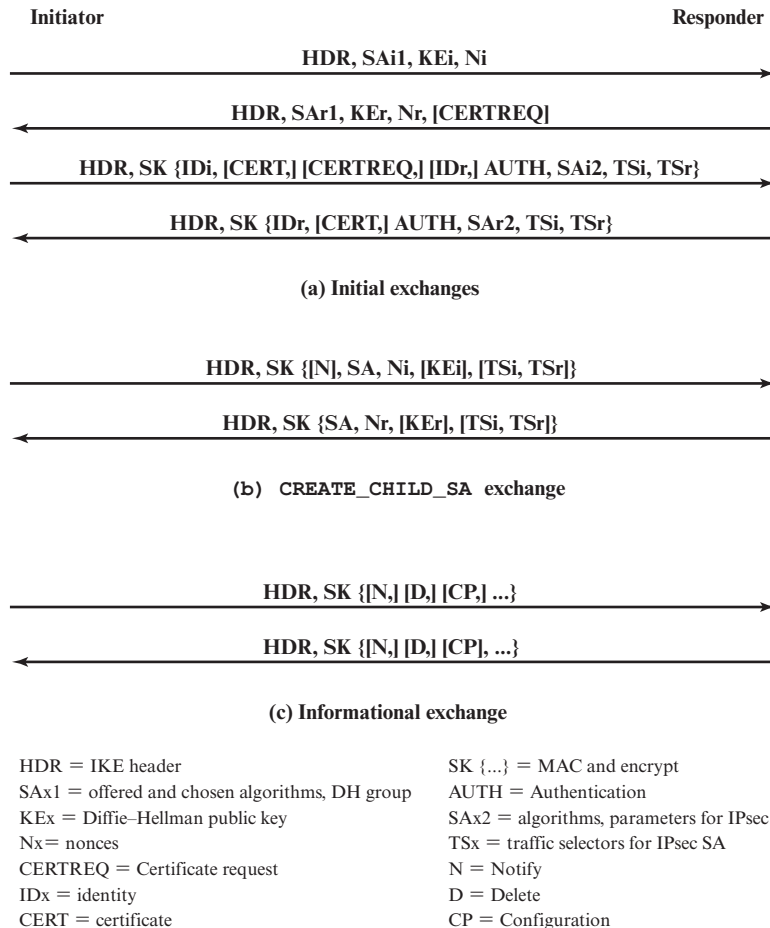 Initiator Responder
HDR, SAi1, KEi, Ni
HDR, SAr1, KEr, Nr, [CERTREQ]
HDR, SK {IDi, [CERT,] [CERTREQ,] [IDr,] AUTH, SAi2, TSi, TSr}
HDR, SK {IDr, [CERT,] AUTH, SAr2, TSi, TSr}
(a) Initial exchanges
HDR, SK {[N], SA, Ni, [KEi], [TSi, TSr]}
HDR, SK {SA, Nr, [KEr], [TSi, TSr]}
(b) CREATE_CHILD_SA exchange
HDR, SK {[N,] [D,] [CP,] ...}
HDR, SK {[N,] [D,] [CP], ...}
(c) Informational exchange
HDR = IKE header
SAx1 = offered and chosen algorithms, DH group
KEx = Diffie–Hellman public key
Nx= nonces
CERTREQ = Certificate request
IDx = identity
CERT = certificate
SK {...} = MAC and encrypt
AUTH = Authentication
SAx2 = algorithms, parameters for IPsec
TSx = traffic selectors for IPsec SA
N = Notify
D = Delete
CP = Configuration